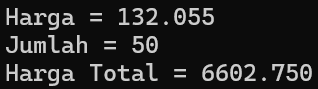 Harga = 132.055
Jumlah = 50
Harga Total = 6602.750